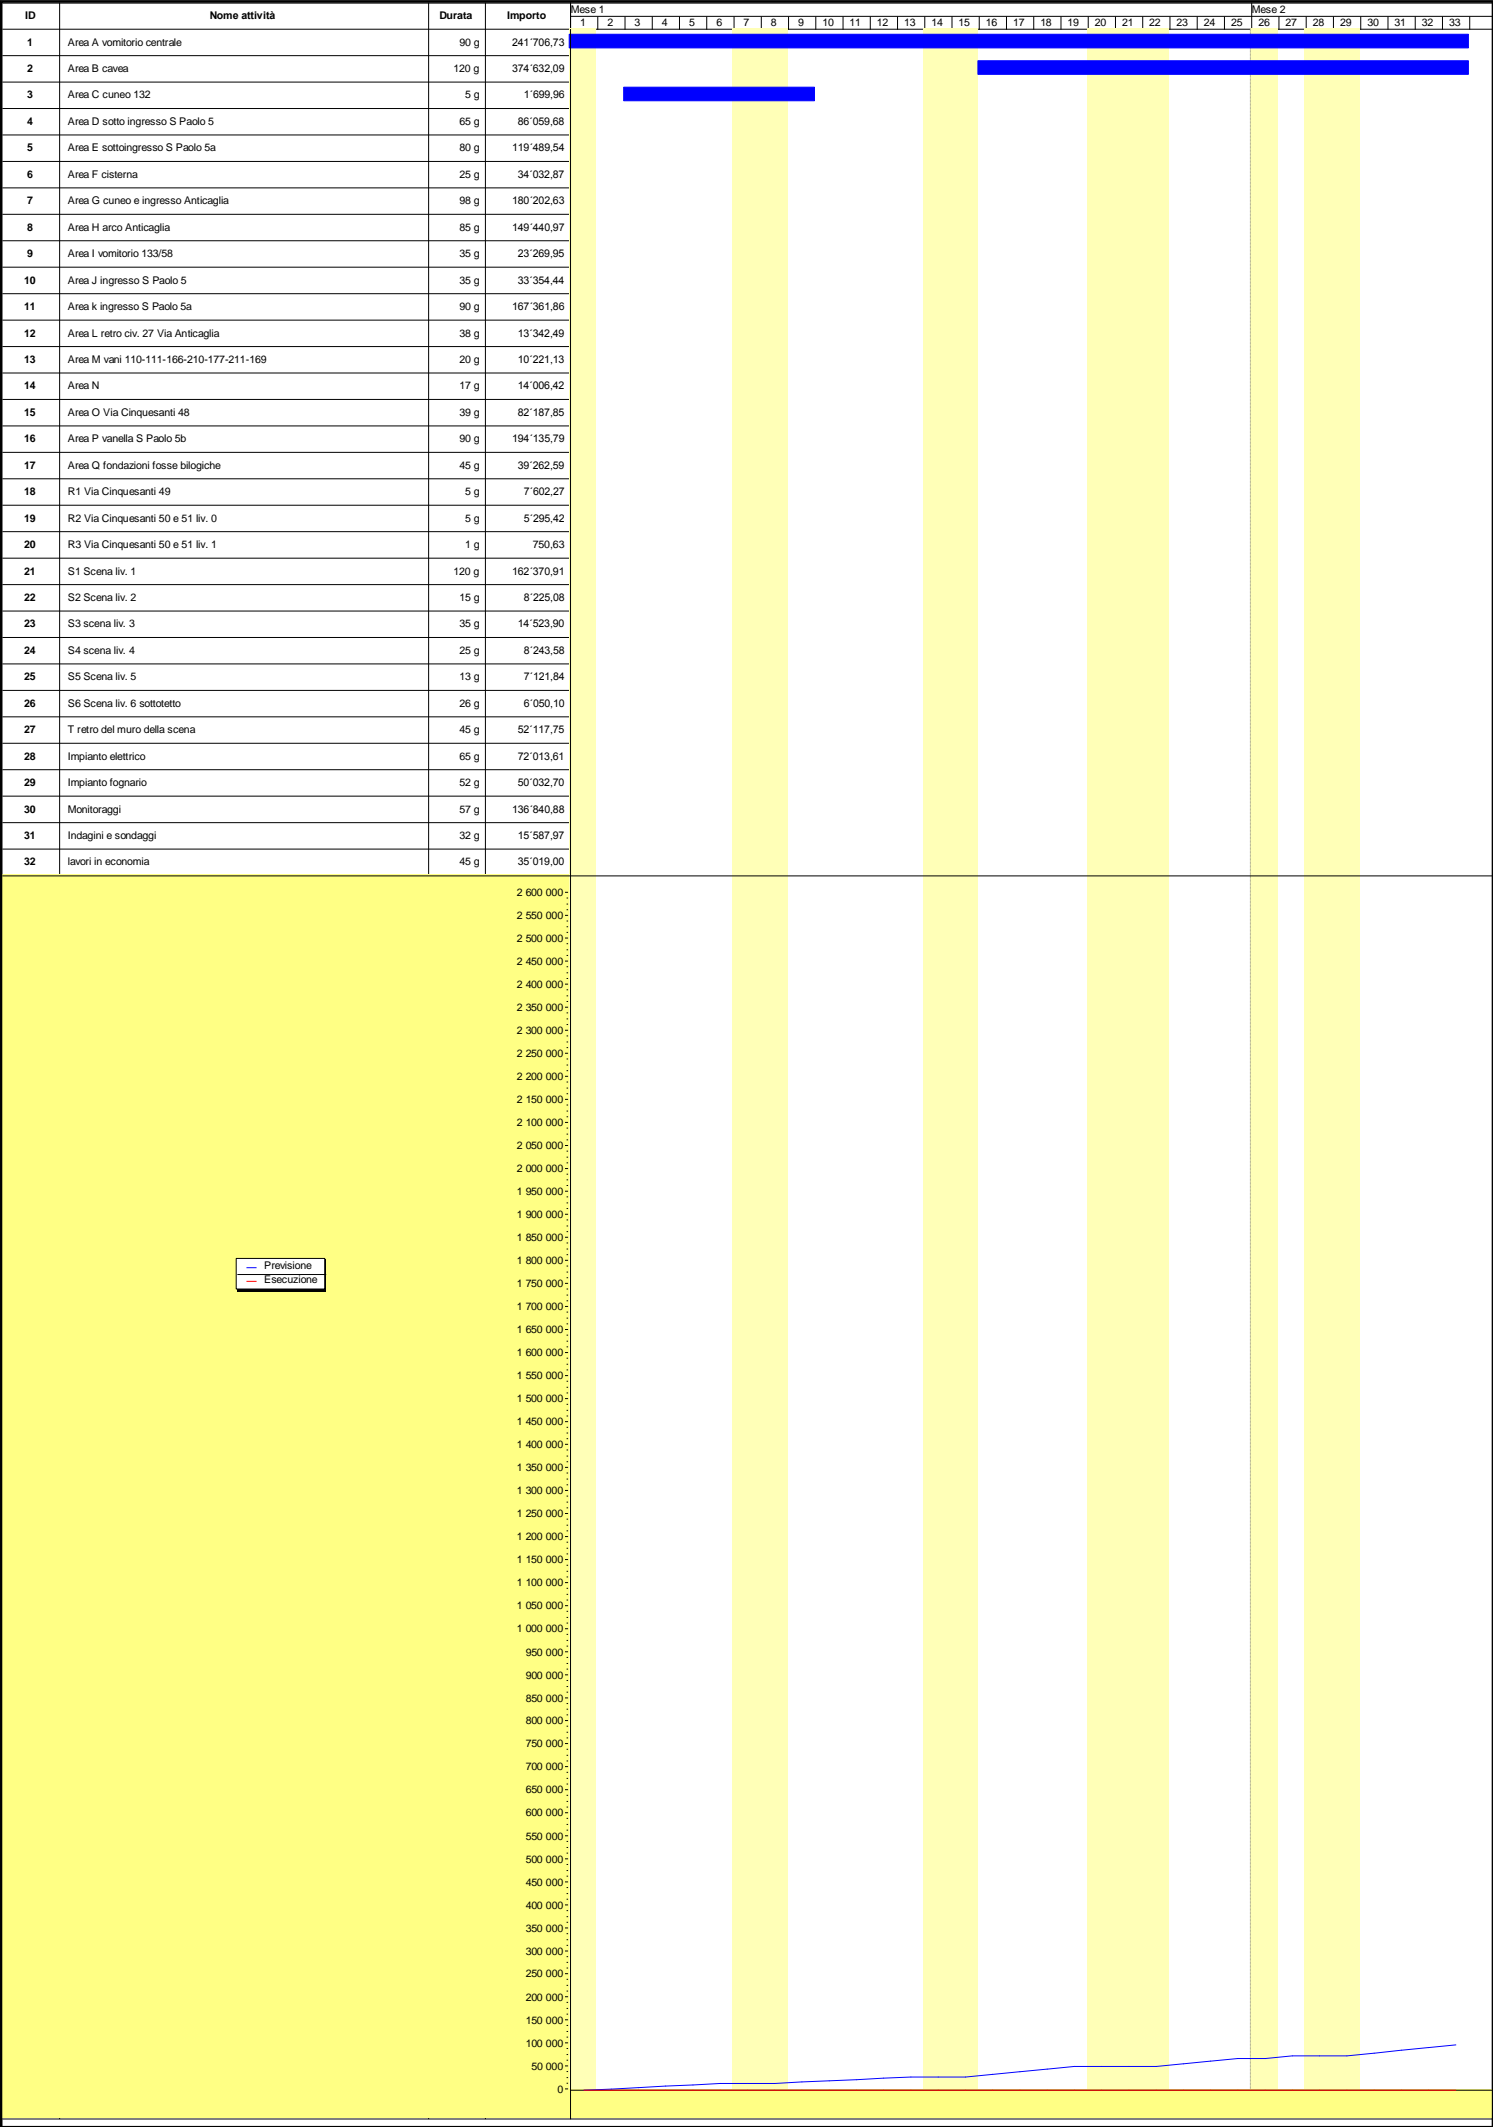 ID Nome attività Durata Importo Mese 1 Mese 2
1 2 3 4 5 6 7 8 9 10 11 12 13 14 15 16 17 18 19 20 21 22 23 24 25 26 27 28 29 30 31 32 33
1 Area A vomitorio centrale 90 g 241´706,73
2 Area B cavea 120 g 374´632,09
3 Area C cuneo 132 5 g 1´699,96
4 Area D sotto ingresso S Paolo 5 65 g 86´059,68
5 Area E sottoingresso S Paolo 5a 80 g 119´489,54
6 Area F cisterna 25 g 34´032,87
7 Area G cuneo e ingresso Anticaglia 98 g 180´202,63
8 Area H arco Anticaglia 85 g 149´440,97
9 Area I vomitorio 133/58 35 g 23´269,95
10 Area J ingresso S Paolo 5 35 g 33´354,44
11 Area k ingresso S Paolo 5a 90 g 167´361,86
12 Area L retro civ. 27 Via Anticaglia 38 g 13´342,49
13 Area M vani 110-111-166-210-177-211-169 20 g 10´221,13
14 Area N 17 g 14´006,42
15 Area O Via Cinquesanti 48 39 g 82´187,85
16 Area P vanella S Paolo 5b 90 g 194´135,79
17 Area Q fondazioni fosse bilogiche 45 g 39´262,59
18 R1 Via Cinquesanti 49 5 g 7´602,27
19 R2 Via Cinquesanti 50 e 51 liv. 0 5 g 5´295,42
20 R3 Via Cinquesanti 50 e 51 liv. 1 1 g 750,63
21 S1 Scena liv. 1 120 g 162´370,91
22 S2 Scena liv. 2 15 g 8´225,08
23 S3 scena liv. 3 35 g 14´523,90
24 S4 scena liv. 4 25 g 8´243,58
25 S5 Scena liv. 5 13 g 7´121,84
26 S6 Scena liv. 6 sottotetto 26 g 6´050,10
27 T retro del muro della scena 45 g 52´117,75
28 Impianto elettrico 65 g 72´013,61
29 Impianto fognario 52 g 50´032,70
30 Monitoraggi 57 g 136´840,88
31 Indagini e sondaggi 32 g 15´587,97
32 lavori in economia 45 g 35´019,00
2 600 000
2 550 000
2 500 000
2 450 000
2 400 000
2 350 000
2 300 000
2 250 000
2 200 000
2 150 000
2 100 000
2 050 000
2 000 000
1 950 000
1 900 000
1 850 000
1 800 000
1 750 000
1 700 000
1 650 000
1 600 000
1 550 000
1 500 000
1 450 000
1 400 000
1 350 000
1 300 000
1 250 000
1 200 000
1 150 000
1 100 000
1 050 000
1 000 000
950 000
900 000
850 000
800 000
750 000
700 000
650 000
600 000
550 000
500 000
450 000
400 000
350 000
300 000
250 000
200 000
150 000
100 000
50 000
0
Previsione
Esecuzione